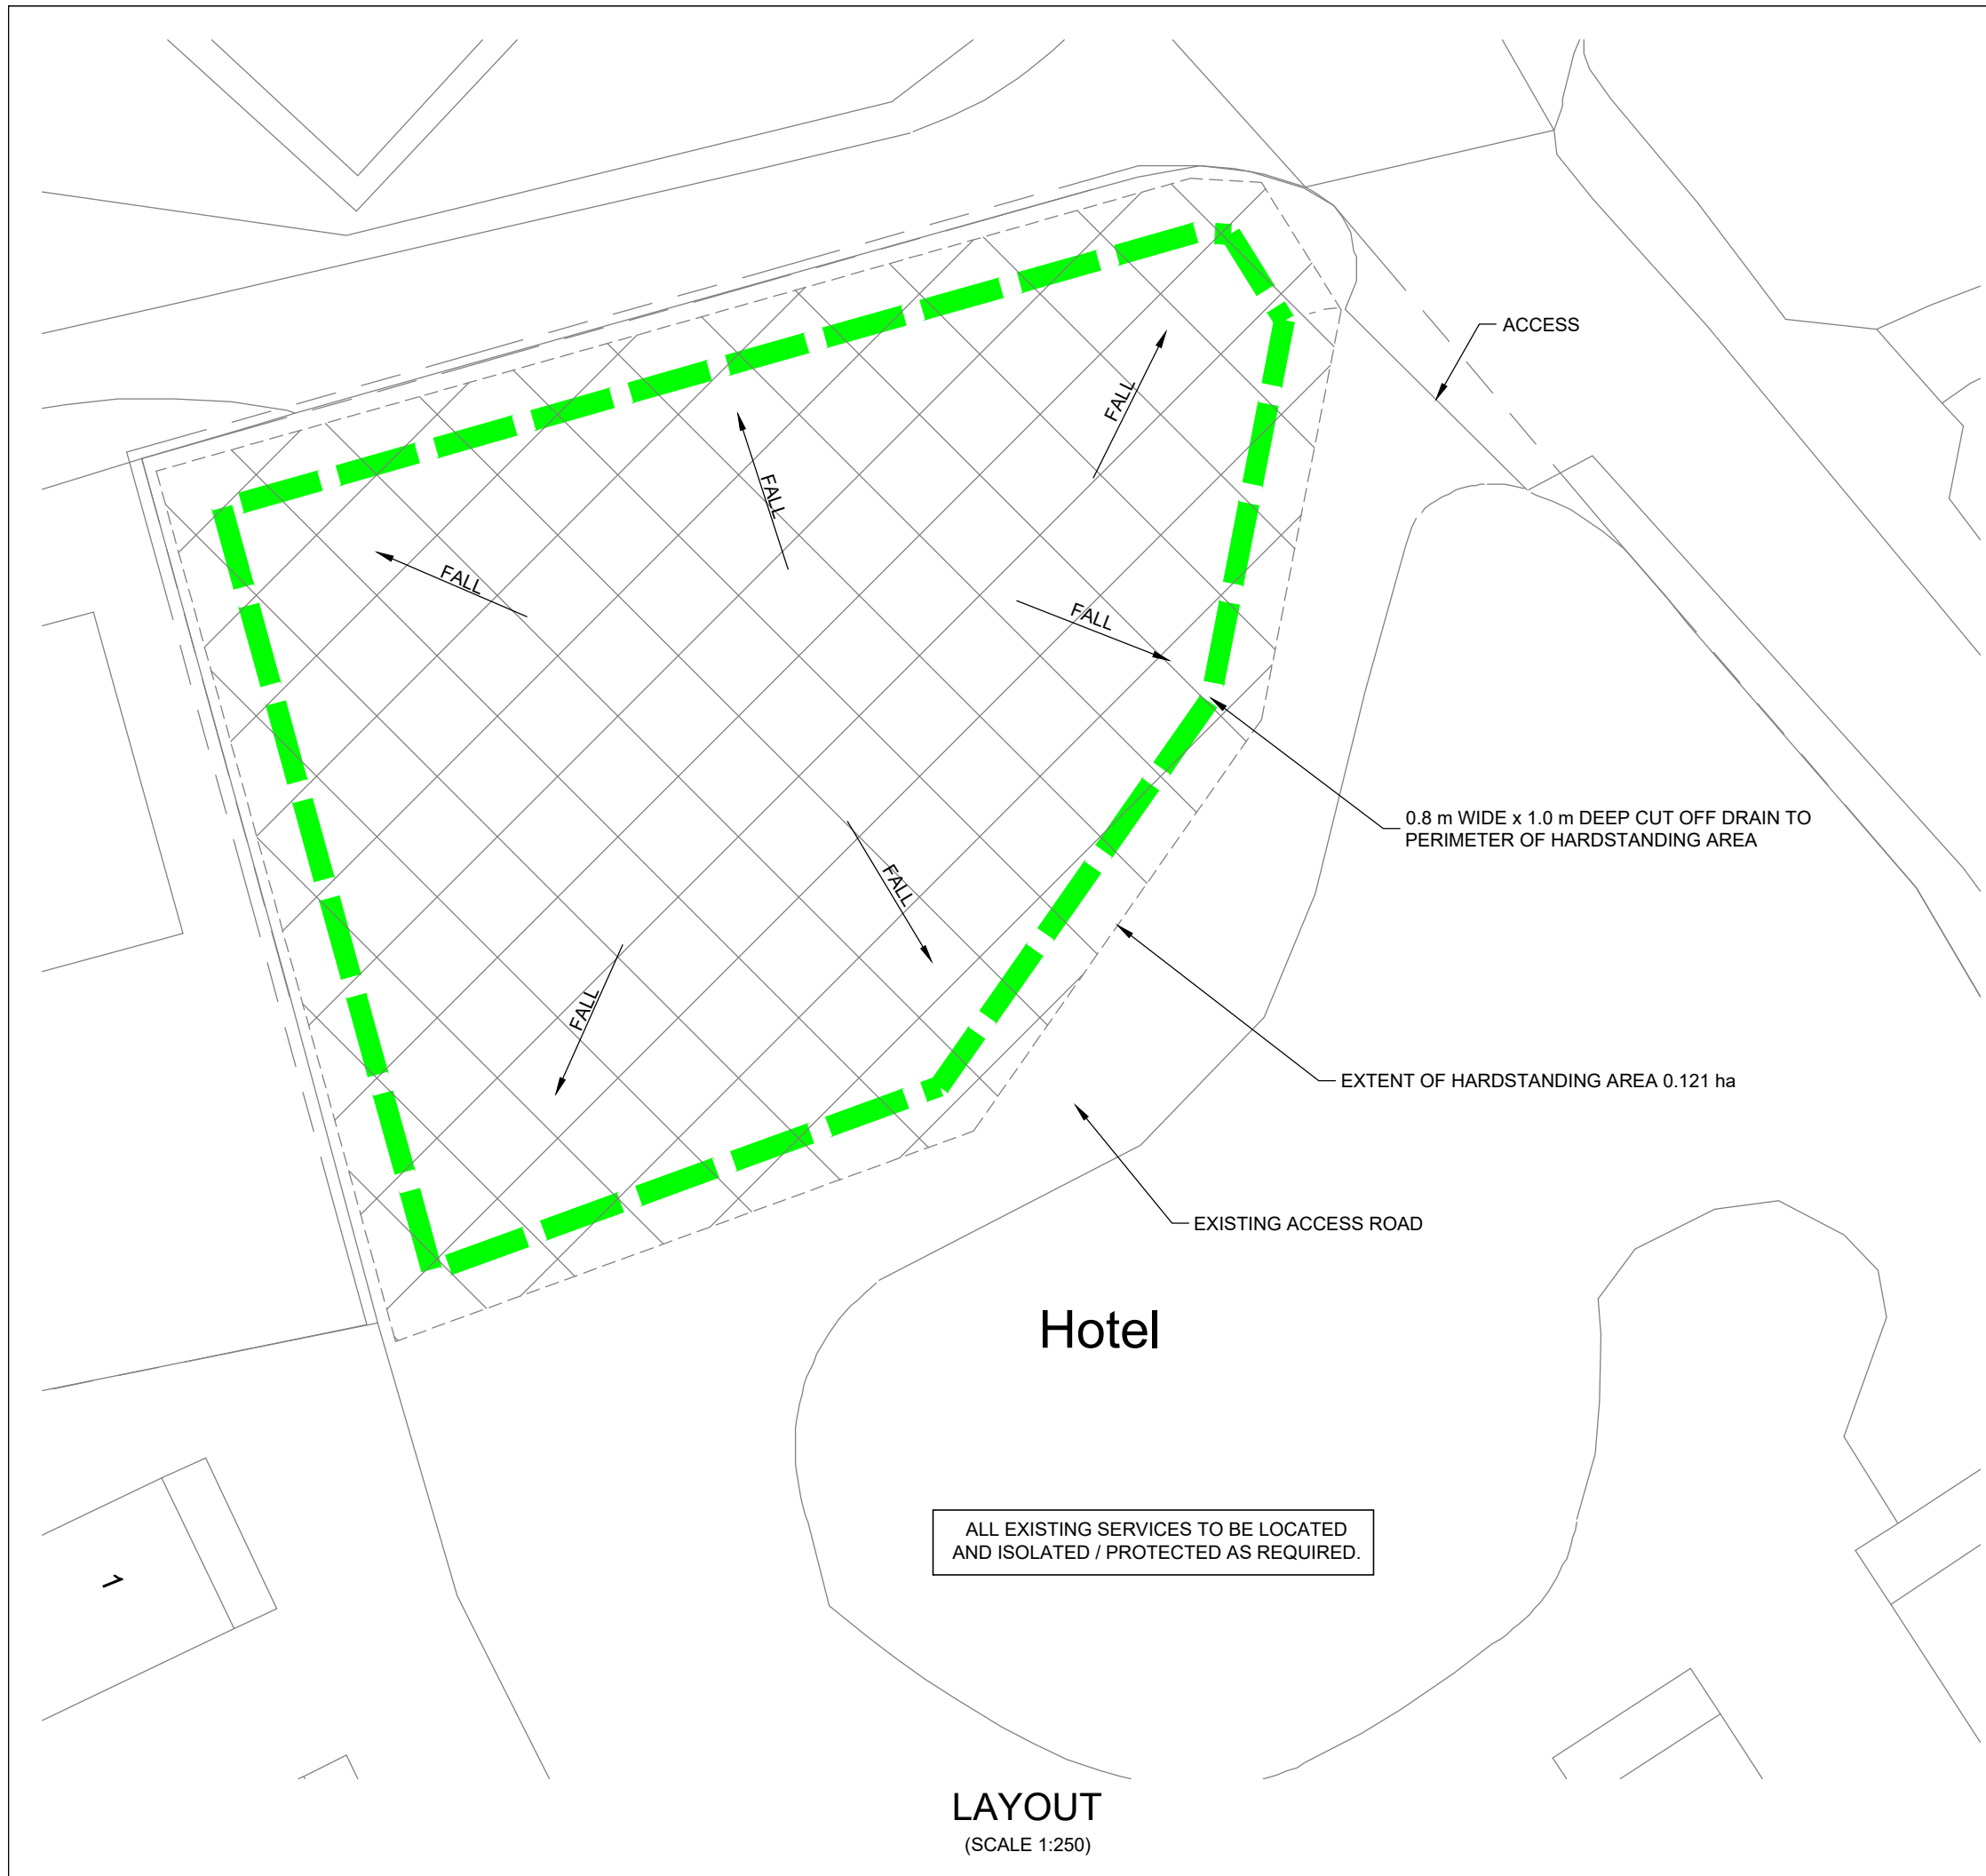 ACCESS
FALL
FALL
FALL
FALL
0.8 m WIDE x 1.0 m DEEP CUT OFF DRAIN TO
PERIMETER OF HARDSTANDING AREA
FALL
FALL
EXTENT OF HARDSTANDING AREA 0.121 ha
EXISTING ACCESS ROAD
Hotel
ALL EXISTING SERVICES TO BE LOCATED
AND ISOLATED / PROTECTED AS REQUIRED.
1
LAYOUT
(SCALE 1:250)